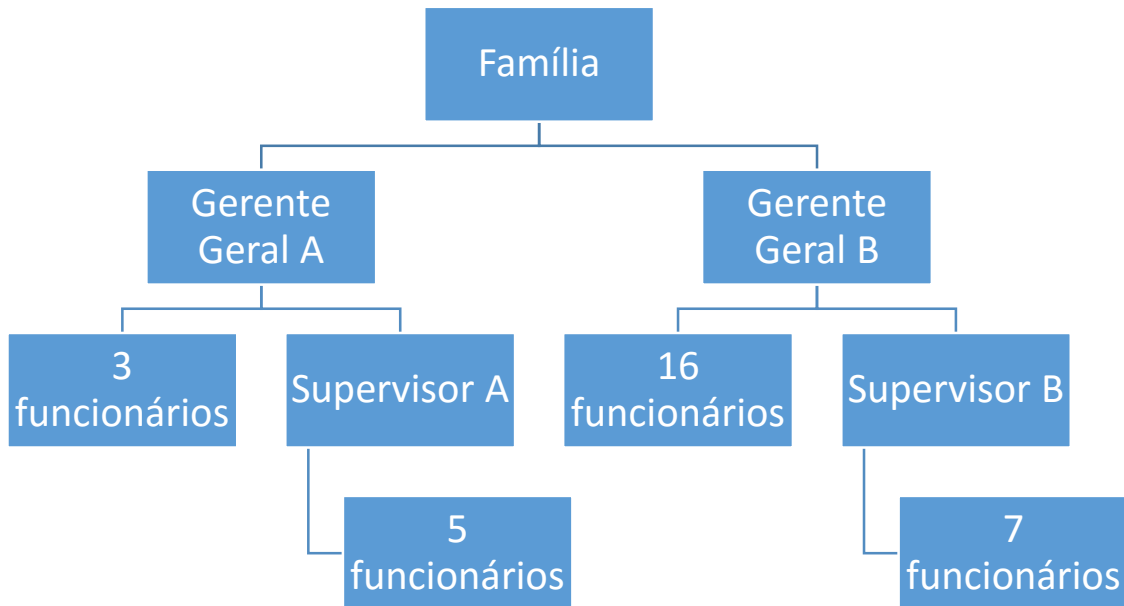 Família
Gerente
Geral A
Gerente
Geral B
3
funcionários
Supervisor A
16
funcionários
Supervisor B
5
funcionários
7
funcionários